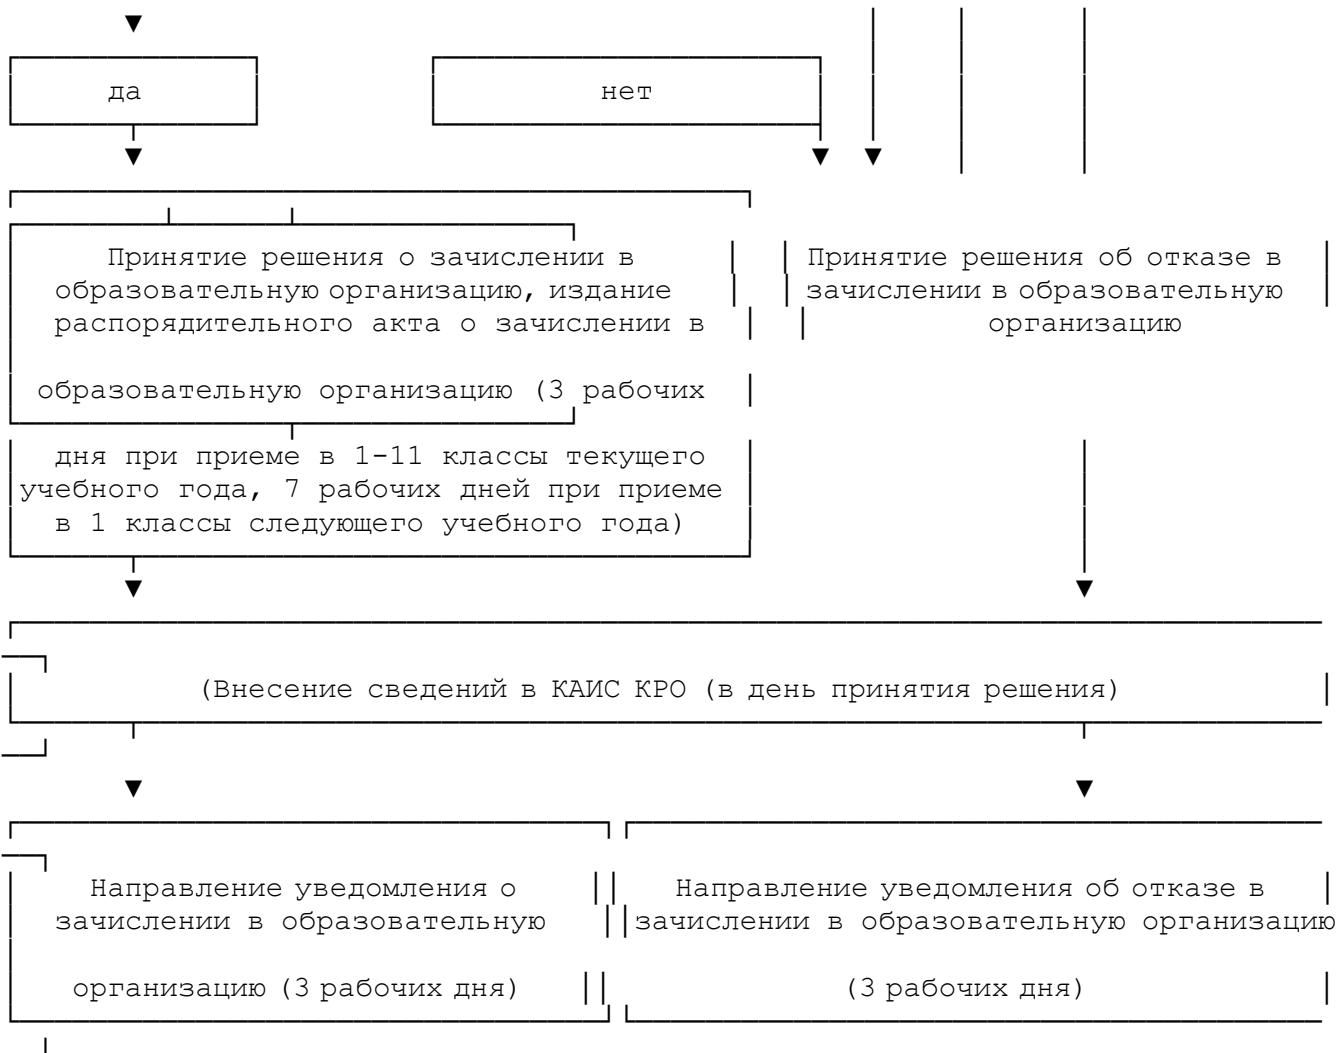 да
нет
Принятие решения о зачислении в
образовательную организацию, издание
распорядительного акта о зачислении в
образовательную организацию (3 рабочих
дня при приеме в 1-11 классы текущего
учебного года, 7 рабочих дней при приеме
в 1 классы следующего учебного года)
Принятие решения об отказе в
зачислении в образовательную
организацию
(Внесение сведений в КАИС КРО (в день принятия решения)
Направление уведомления о
зачислении в образовательную
организацию (3 рабочих дня)
Направление уведомления об отказе в
зачислении в образовательную организацию
(3 рабочих дня)